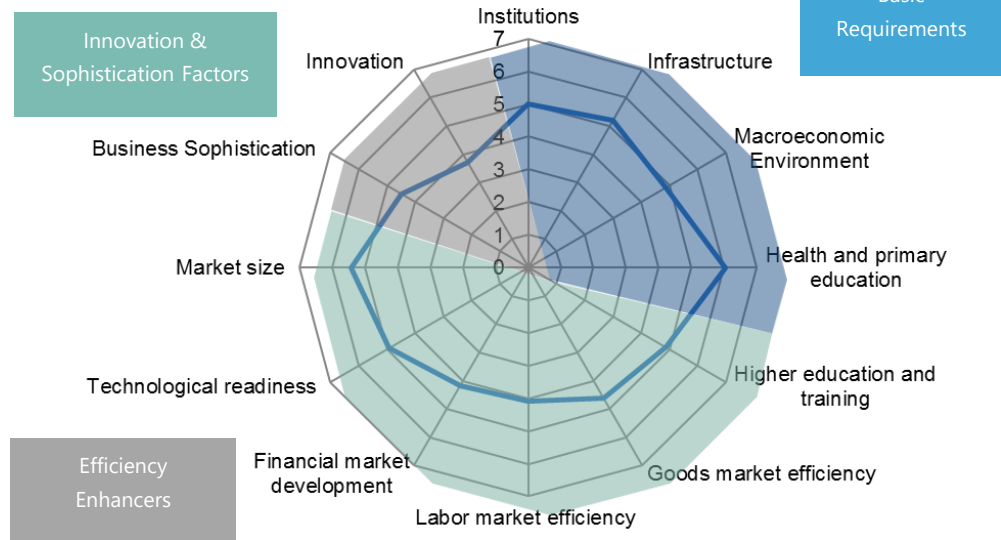 Institutions
Basic
Requirements
Innovation &
Sophistication Factors
7
6
5
4
3
2
1
0
Innovation
Infrastructure
Business Sophistication
Macroeconomic
Environment
Market size
Health and primary
education
Technological readiness
Higher education and
training
Financial market
development
Goods market efficiency
Labor market efficiency
Efficiency
Enhancers